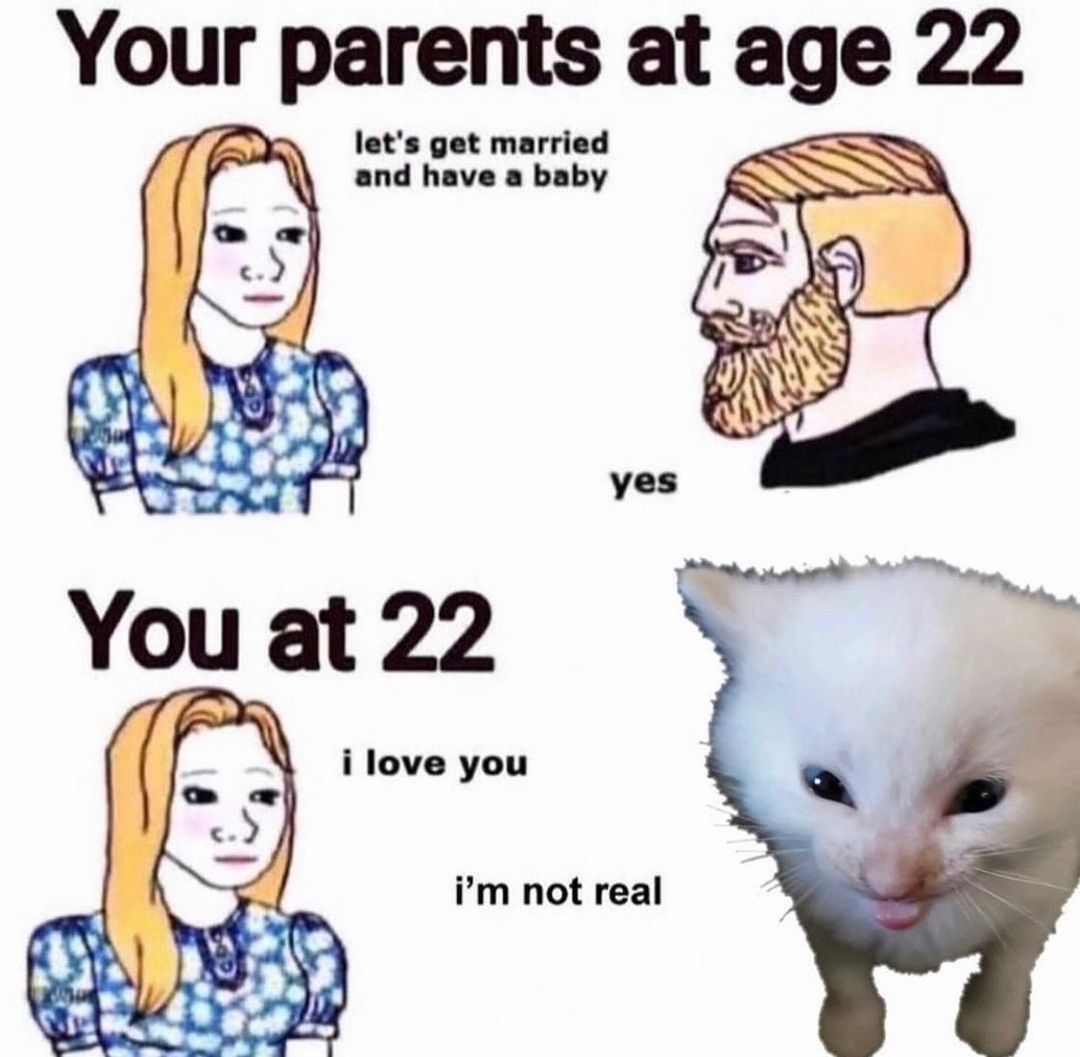 Your parents at age 22
let's get married
and have a baby
yes
You at 22
i love you
i’m not real